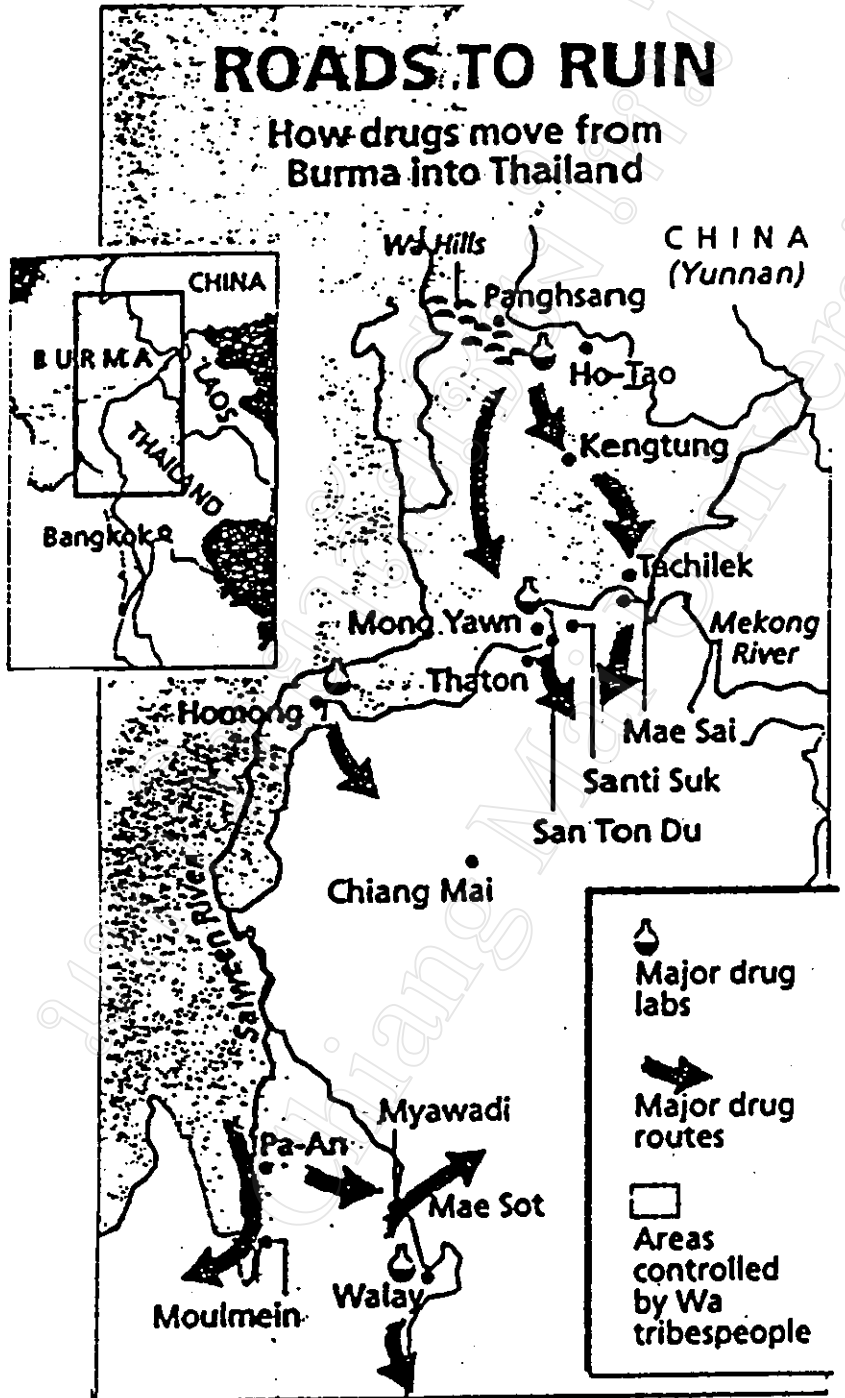 ROADS TO RUIN
How drugs move from
Burma into Thailand
Wa Hills
CHINA
(Yunnan)
Panghsang
Ho-Tao
Kengtung
Tachilek
Mong Yawn
Mekong
River
Thaton
Homong
Mae Sai
Santi Suk
San Ton Du
Chiang Mai
Salween River
Myawadi
Pa-An
Mae Sot
Moulmein
Walay
CHINA
BURMA
LAOS
THAILAND
Bangkok
Major drug
labs
Major drug
routes
Areas
controlled
by Wa
tribespeople
Chiang Mai Univers